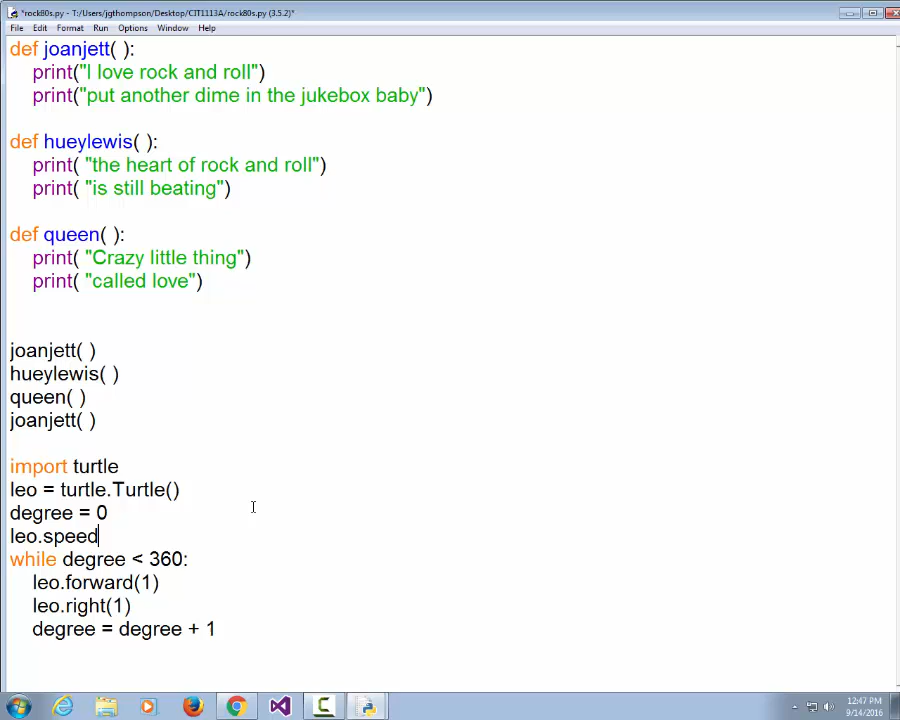 *rock80s.py - T:/Users/jgthompson/Desktop/CIT1113A/rock80s.py (3.5.2)*
File Edit Format Run Options Window Help
def joanjett( ):
print("I love rock and roll")
print("put another dime in the jukebox baby")
def hueylewis( ):
print( "the heart of rock and roll")
print( "is still beating")
def queen( ):
print( "Crazy little thing")
print( "called love")
joanjett( )
hueylewis( )
queen( )
joanjett( )
import turtle
leo = turtle.Turtle()
degree = 0
leo.speed
while degree < 360:
leo.forward(1)
leo.right(1)
degree = degree + 1
12:47 PM
9/14/2016